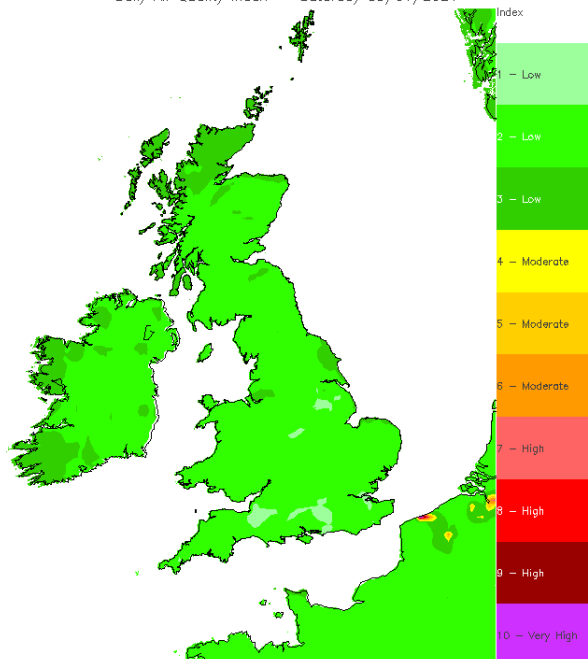 Index
1 - Low
2 - Low
3 - Low
4 - Moderate
5 - Moderate
6 - Moderate
7 - High
8 - High
9 - High
10 - Very High